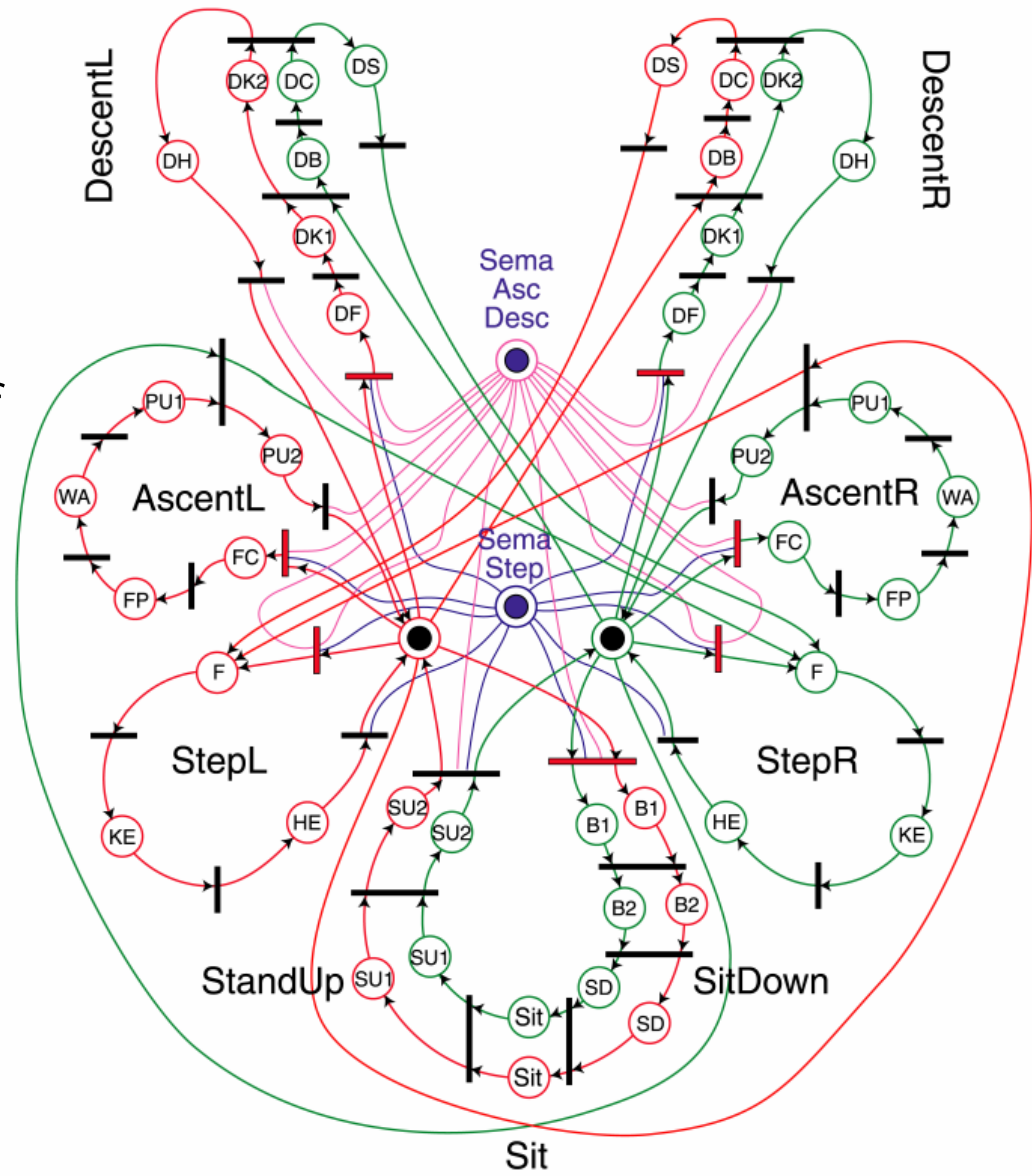 DescentL
DK2
DC
DS
DH
DB
DK1
DF
DS
DC
DK2
DescentR
DB
DH
DK1
DF
Sema
Asc
Desc
PU1
PU2
WA
AscentL
FC
FP
PU1
PU2
AscentR
WA
FC
FP
Sema
Step
F
StepL
KE
HE
F
StepR
HE
KE
SU2
SU2
B1
B1
B2
B2
StandUp
SU1
SU1
SD
SitDown
SD
Sit
Sit
Sit